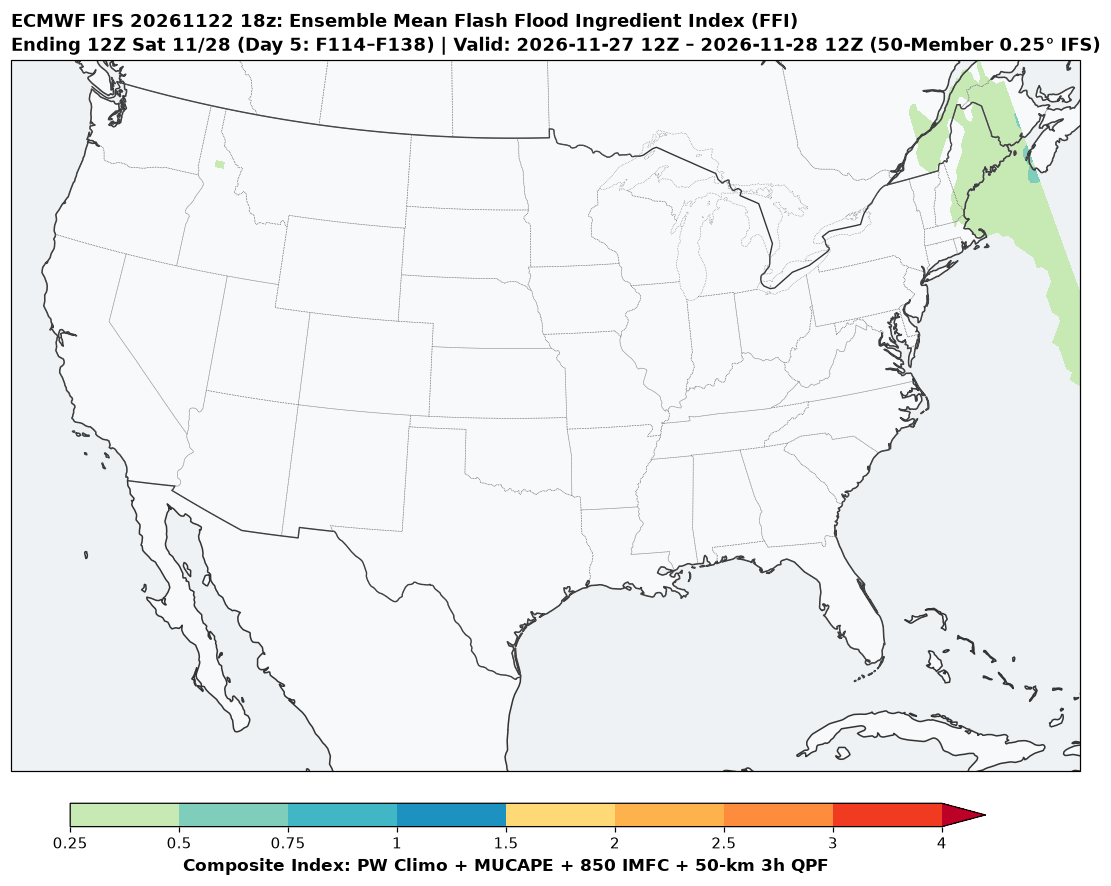 ECMWF IFS 20261122 18z: Ensemble Mean Flash Flood Ingredient Index (FFI)
Ending 12Z Sat 11/28 (Day 5: F114–F138) | Valid: 2026-11-27 12Z – 2026-11-28 12Z (50-Member 0.25° IFS)
0.25 0.5 0.75 1 1.5 2 2.5 3 4
Composite Index: PW Climo + MUCAPE + 850 IMFC + 50-km 3h QPF